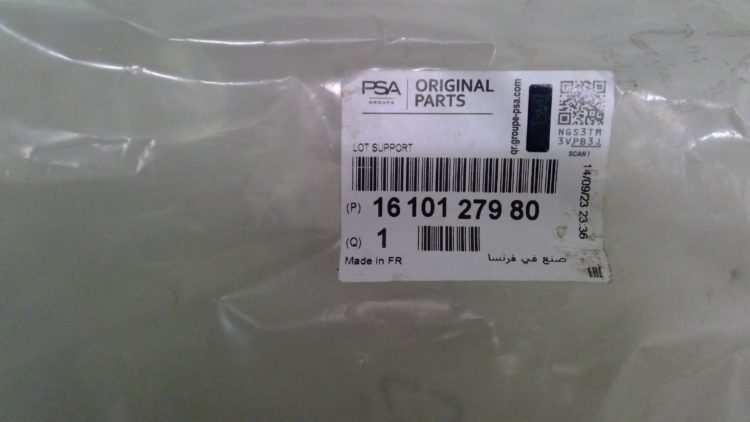 PSA
GROUPE
ORIGINAL
PARTS
qr.groupe-psa.com
NGS3TM
3VPB3J
SCAN !
LOT SUPPORT
14/09/23 23:36
(P) 16 101 279 80
(Q) 1
Made in FR
صنع في فرنسا
EAC